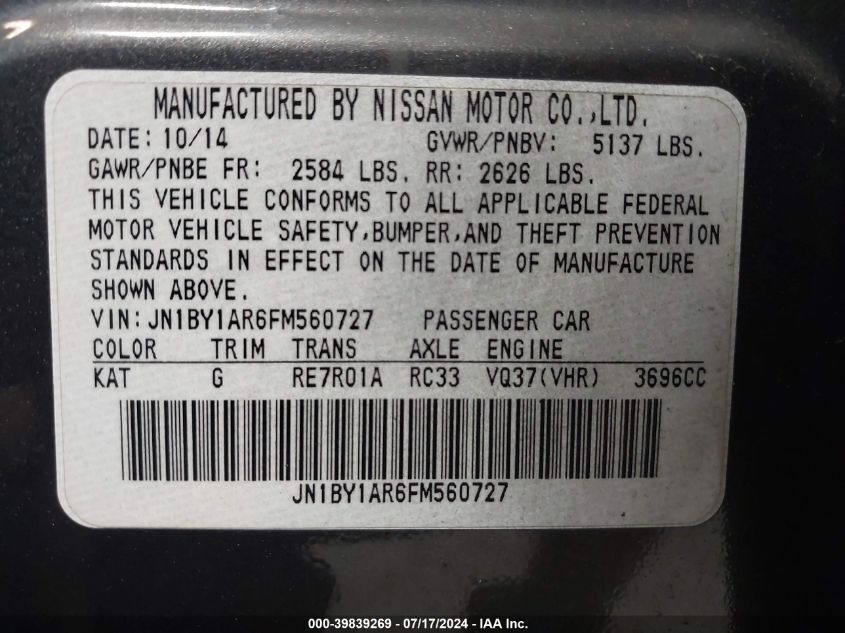 MANUFACTURED BY NISSAN MOTOR CO.,LTD.
DATE: 10/14 GVWR/PNBV: 5137 LBS.
GAWR/PNBE FR: 2584 LBS. RR: 2626 LBS.
THIS VEHICLE CONFORMS TO ALL APPLICABLE FEDERAL
MOTOR VEHICLE SAFETY,BUMPER,AND THEFT PREVENTION
STANDARDS IN EFFECT ON THE DATE OF MANUFACTURE
SHOWN ABOVE.
VIN: JN1BY1AR6FM560727 PASSENGER CAR
COLOR TRIM TRANS AXLE ENGINE
KAT G RE7R01A RC33 VQ37(VHR) 3696CC
JN1BY1AR6FM560727
000-39839269 - 07/17/2024 - IAAI.com